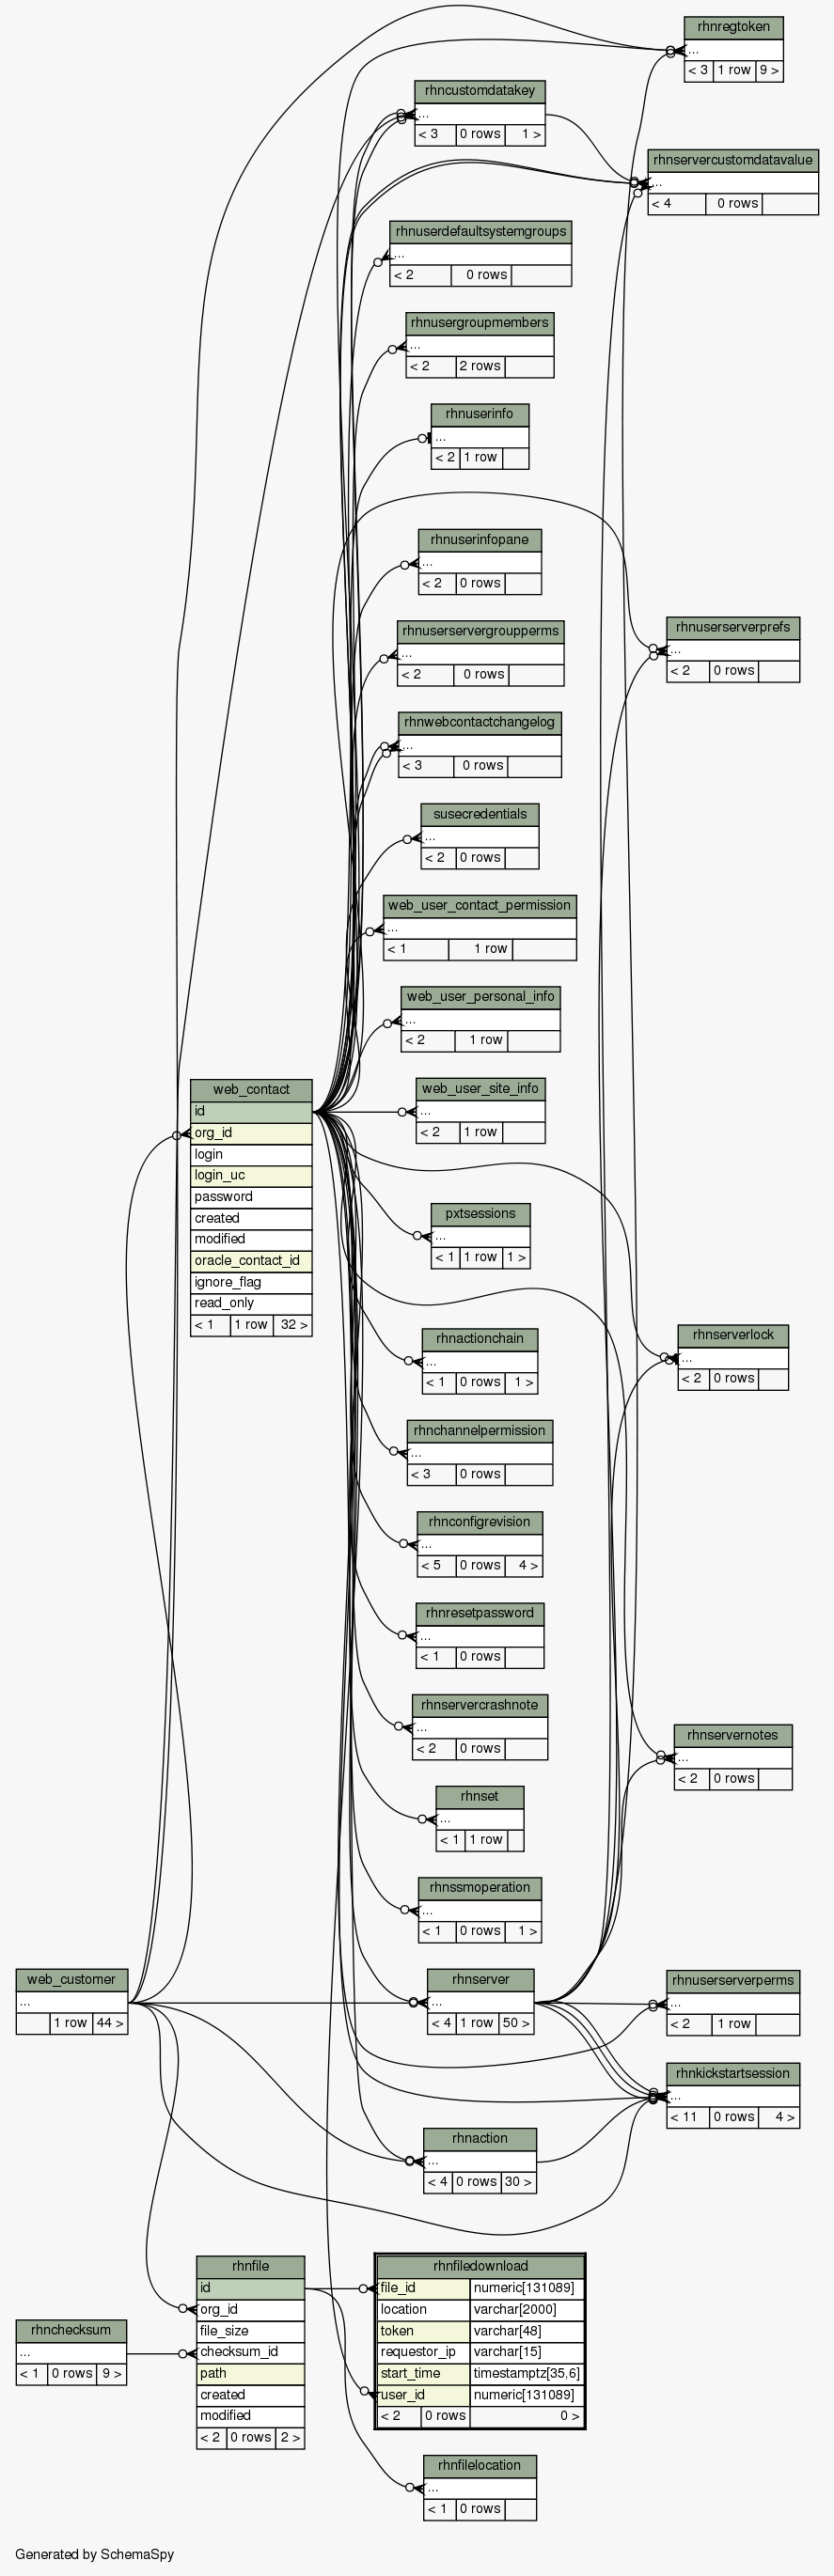 rhnregtoken
...
< 3 1 row 9 >
rhncustomdatakey
...
< 3 0 rows 1 >
rhnservercustomdatavalue
...
< 4 0 rows
rhnuserdefaultsystemgroups
...
< 2 0 rows
rhnusergroupmembers
...
< 2 2 rows
rhnuserinfo
...
< 2 1 row
rhnuserinfopane
...
< 2 0 rows
rhnuserservergroupperms
...
< 2 0 rows
rhnuserserverprefs
...
< 2 0 rows
rhnwebcontactchangelog
...
< 3 0 rows
susecredentials
...
< 2 0 rows
web_user_contact_permission
...
< 1 1 row
web_user_personal_info
...
< 2 1 row
web_user_site_info
...
< 2 1 row
web_contact
id
org_id
login
login_uc
password
created
modified
oracle_contact_id
ignore_flag
read_only
< 1 1 row 32 >
pxtsessions
...
< 1 1 row 1 >
rhnactionchain
...
< 1 0 rows 1 >
rhnserverlock
...
< 2 0 rows
rhnchannelpermission
...
< 3 0 rows
rhnconfigrevision
...
< 5 0 rows 4 >
rhnresetpassword
...
< 1 0 rows
rhnservercrashnote
...
< 2 0 rows
rhnservernotes
...
< 2 0 rows
rhnset
...
< 1 1 row
rhnssmoperation
...
< 1 0 rows 1 >
web_customer
...
1 row 44 >
rhnserver
...
< 4 1 row 50 >
rhnuserserverperms
...
< 2 1 row
rhnkickstartsession
...
< 11 0 rows 4 >
rhnaction
...
< 4 0 rows 30 >
rhnfile
id
org_id
file_size
checksum_id
path
created
modified
< 2 0 rows 2 >
rhnfiledownload
file_id numeric[131089]
location varchar[2000]
token varchar[48]
requestor_ip varchar[15]
start_time timestamptz[35,6]
user_id numeric[131089]
< 2 0 rows 0 >
rhnchecksum
...
< 1 0 rows 9 >
rhnfilelocation
...
< 1 0 rows
Generated by SchemaSpy